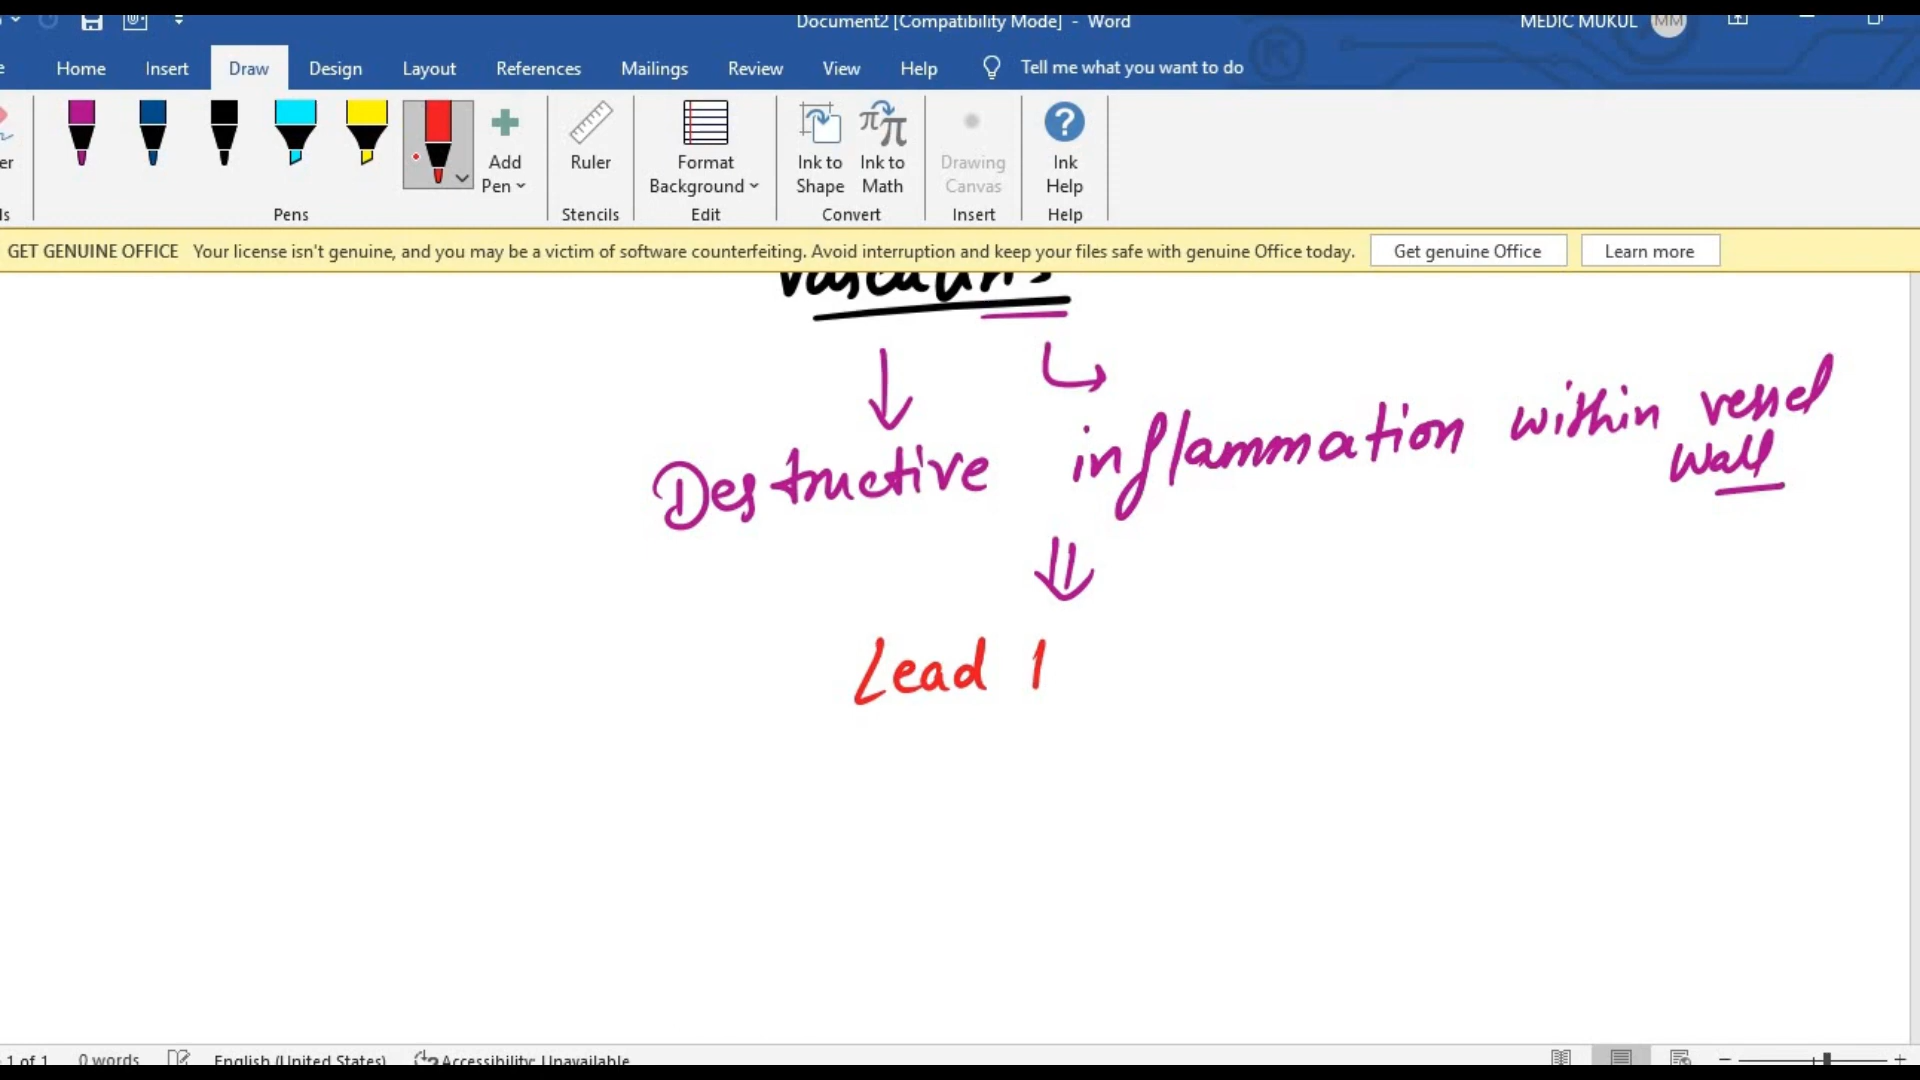 Document2 [Compatibility Mode] - Word MEDIC MUKUL MM
Home Insert Draw Design Layout References Mailings Review View Help Tell me what you want to do
Add Pen Ruler Format Background Ink to Shape Ink to Math Drawing Canvas Ink Help
Pens Stencils Edit Convert Insert Help
GET GENUINE OFFICE Your license isn't genuine, and you may be a victim of software counterfeiting. Avoid interruption and keep your files safe with genuine Office today. Get genuine Office Learn more
Destructive inflammation within vessel
wall
Lead 1
1 of 1 0 words English (United States) Accessibility: Unavailable